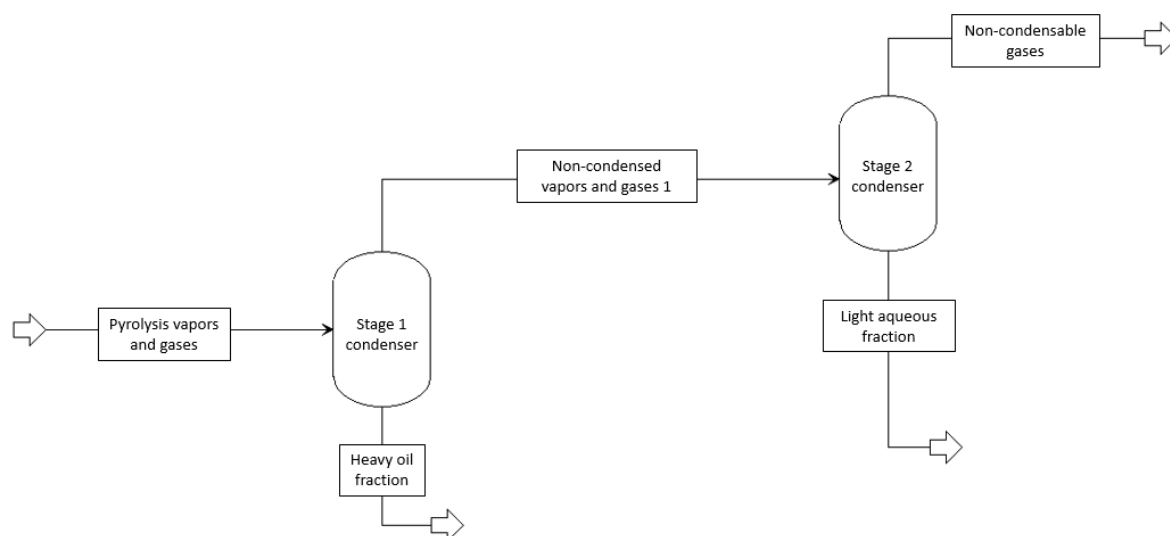 Non-condensable
gases
Non-condensed
vapors and gases 1
Stage 2
condenser
Pyrolysis vapors
and gases
Stage 1
condenser
Light aqueous
fraction
Heavy oil
fraction